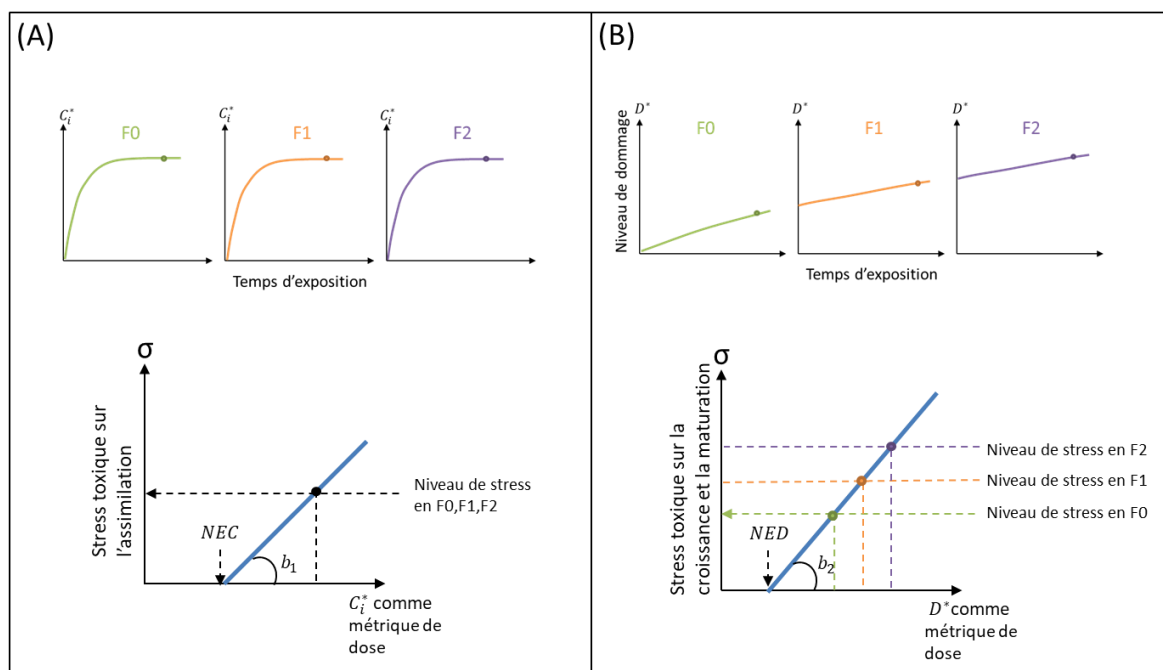 (A)
C_i^*
F0
C_i^*
F1
C_i^*
F2
Temps d'exposition
σ
Stress toxique sur
l'assimilation
NEC
b_1
Niveau de stress
en F0,F1,F2
C_i^* comme
métrique de
dose
(B)
Niveau de dommage
D^*
F0
D^*
F1
D^*
F2
Temps d'exposition
σ
Stress toxique sur la
croissance et la maturation
NED
b_2
Niveau de stress en F2
Niveau de stress en F1
Niveau de stress en F0
D^* comme
métrique de
dose